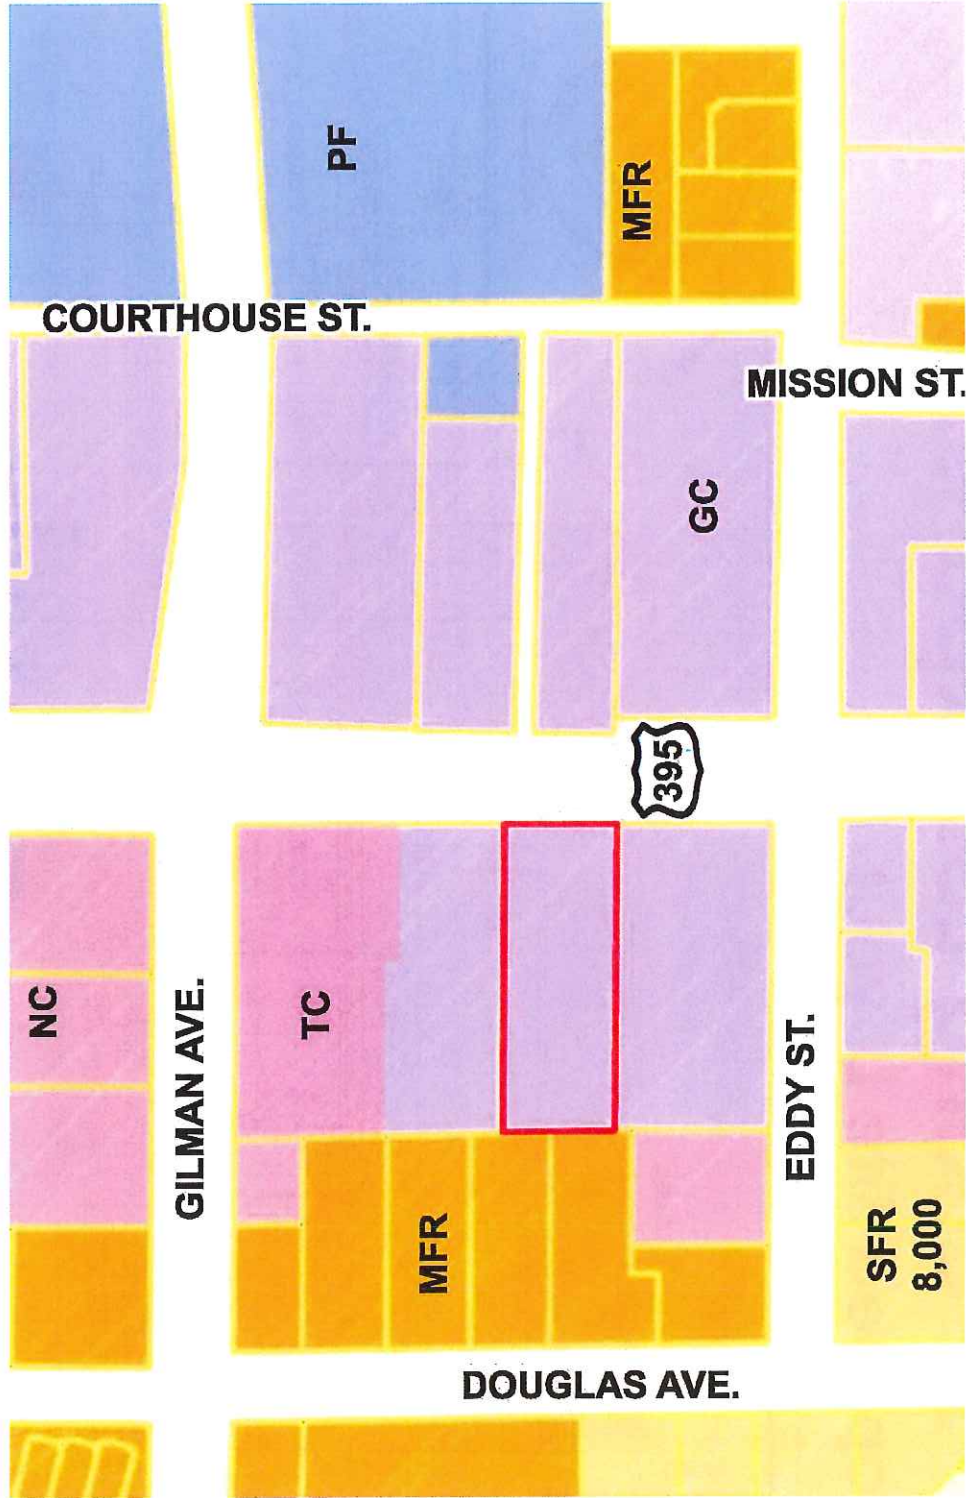 PF
MFR
COURTHOUSE ST.
MISSION ST.
GC
395
NC
GILMAN AVE.
TC
EDDY ST.
MFR
SFR
8,000
DOUGLAS AVE.